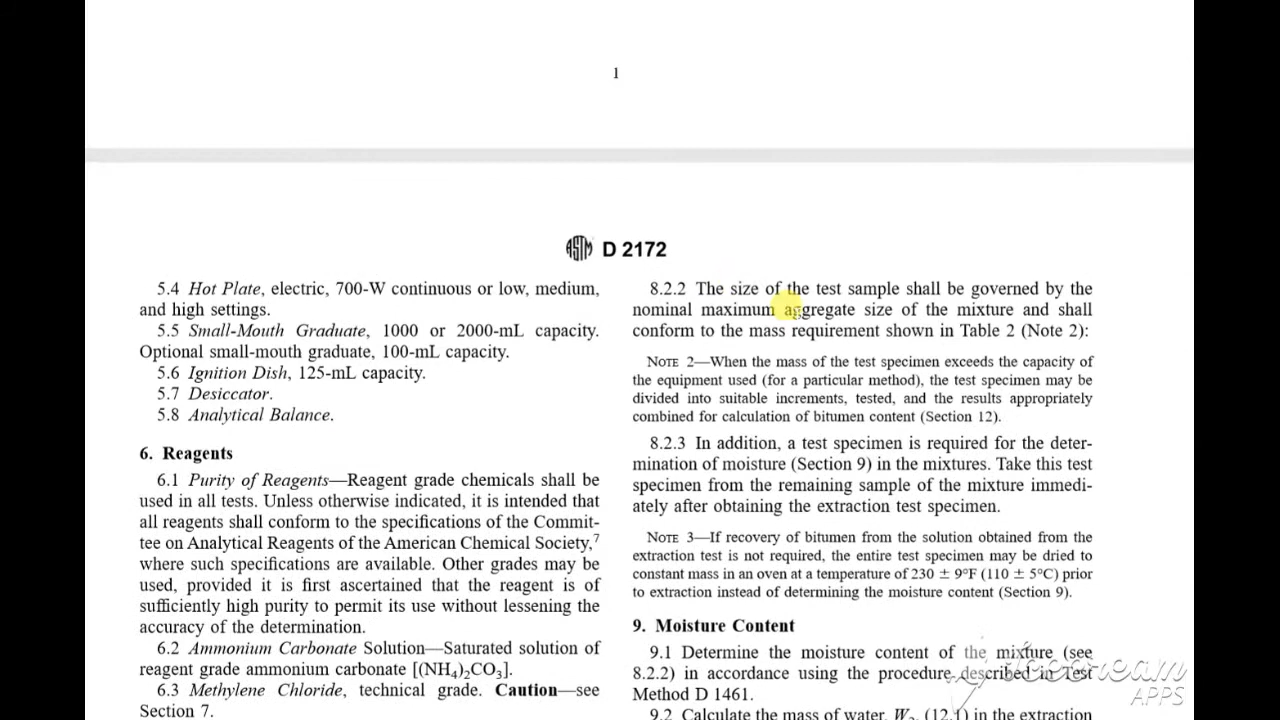 1
ASTM D 2172
5.4 Hot Plate, electric, 700-W continuous or low, medium,
and high settings.
5.5 Small-Mouth Graduate, 1000 or 2000-mL capacity.
Optional small-mouth graduate, 100-mL capacity.
5.6 Ignition Dish, 125-mL capacity.
5.7 Desiccator.
5.8 Analytical Balance.
6. Reagents
6.1 Purity of Reagents—Reagent grade chemicals shall be
used in all tests. Unless otherwise indicated, it is intended that
all reagents shall conform to the specifications of the Commit-
tee on Analytical Reagents of the American Chemical Society,⁷
where such specifications are available. Other grades may be
used, provided it is first ascertained that the reagent is of
sufficiently high purity to permit its use without lessening the
accuracy of the determination.
6.2 Ammonium Carbonate Solution—Saturated solution of
reagent grade ammonium carbonate [(NH₄)₂CO₃].
6.3 Methylene Chloride, technical grade. Caution—see
Section 7.
8.2.2 The size of the test sample shall be governed by the
nominal maximum aggregate size of the mixture and shall
conform to the mass requirement shown in Table 2 (Note 2):
NOTE 2—When the mass of the test specimen exceeds the capacity of
the equipment used (for a particular method), the test specimen may be
divided into suitable increments, tested, and the results appropriately
combined for calculation of bitumen content (Section 12).
8.2.3 In addition, a test specimen is required for the deter-
mination of moisture (Section 9) in the mixtures. Take this test
specimen from the remaining sample of the mixture immedi-
ately after obtaining the extraction test specimen.
NOTE 3—If recovery of bitumen from the solution obtained from the
extraction test is not required, the entire test specimen may be dried to
constant mass in an oven at a temperature of 230 ± 9°F (110 ± 5°C) prior
to extraction instead of determining the moisture content (Section 9).
9. Moisture Content
9.1 Determine the moisture content of the mixture (see
8.2.2) in accordance using the procedure described in Test
Method D 1461.
9.2 Calculate the mass of water, W₂, (12.1) in the extraction
icecream
APPS